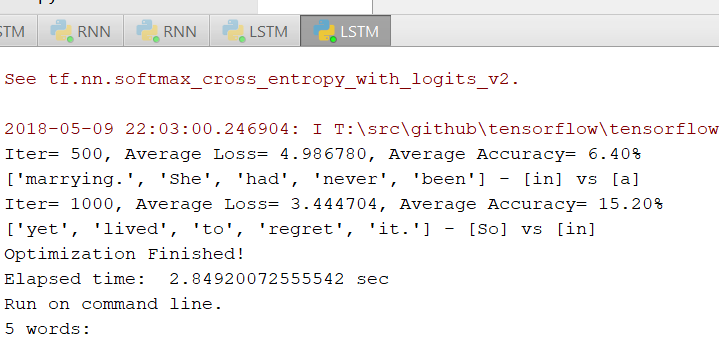 STM RNN RNN LSTM LSTM
See tf.nn.softmax_cross_entropy_with_logits_v2.
2018-05-09 22:03:00.246904: I T:\src\github\tensorflow\tensorflow
Iter= 500, Average Loss= 4.986780, Average Accuracy= 6.40%
['marrying.', 'She', 'had', 'never', 'been'] - [in] vs [a]
Iter= 1000, Average Loss= 3.444704, Average Accuracy= 15.20%
['yet', 'lived', 'to', 'regret', 'it.'] - [So] vs [in]
Optimization Finished!
Elapsed time:  2.84920072555542 sec
Run on command line.
5 words: